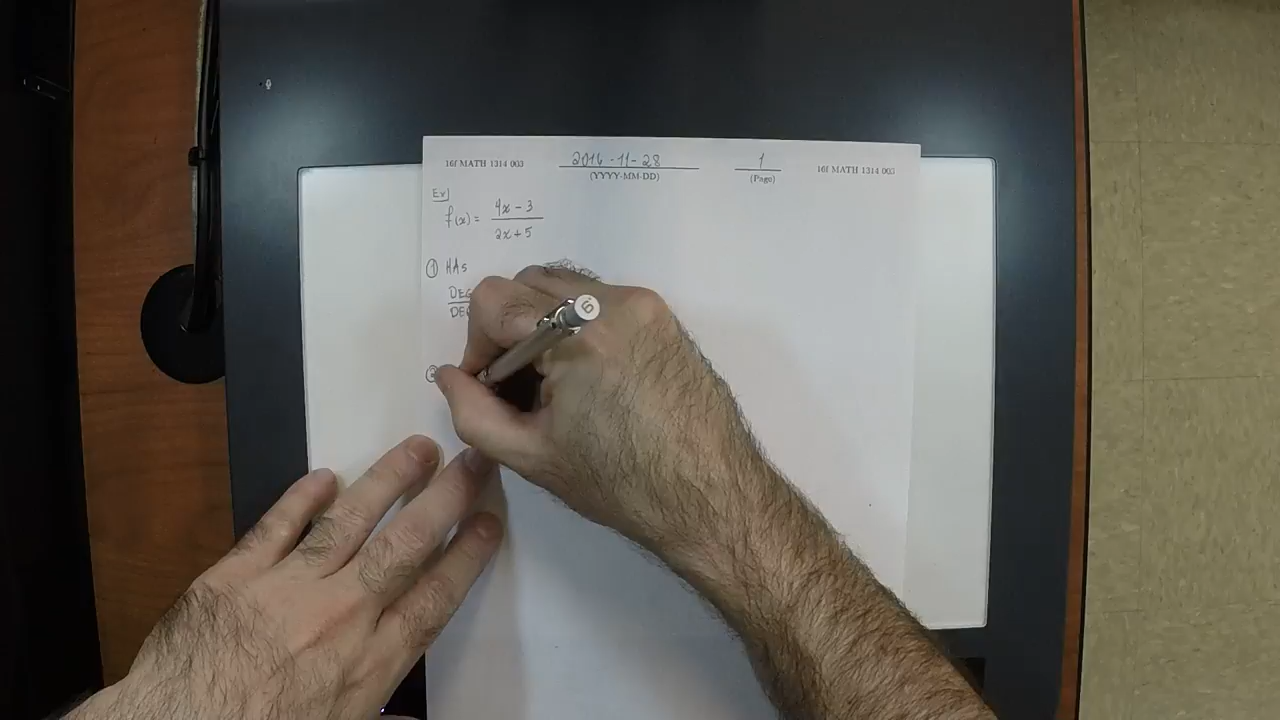 16f MATH 1314 003 2016-11-28 1 16f MATH 1314 003
(YYYY-MM-DD) (Page)
Ex)
f(x) = 4x - 3 / 2x + 5
① HAs
②